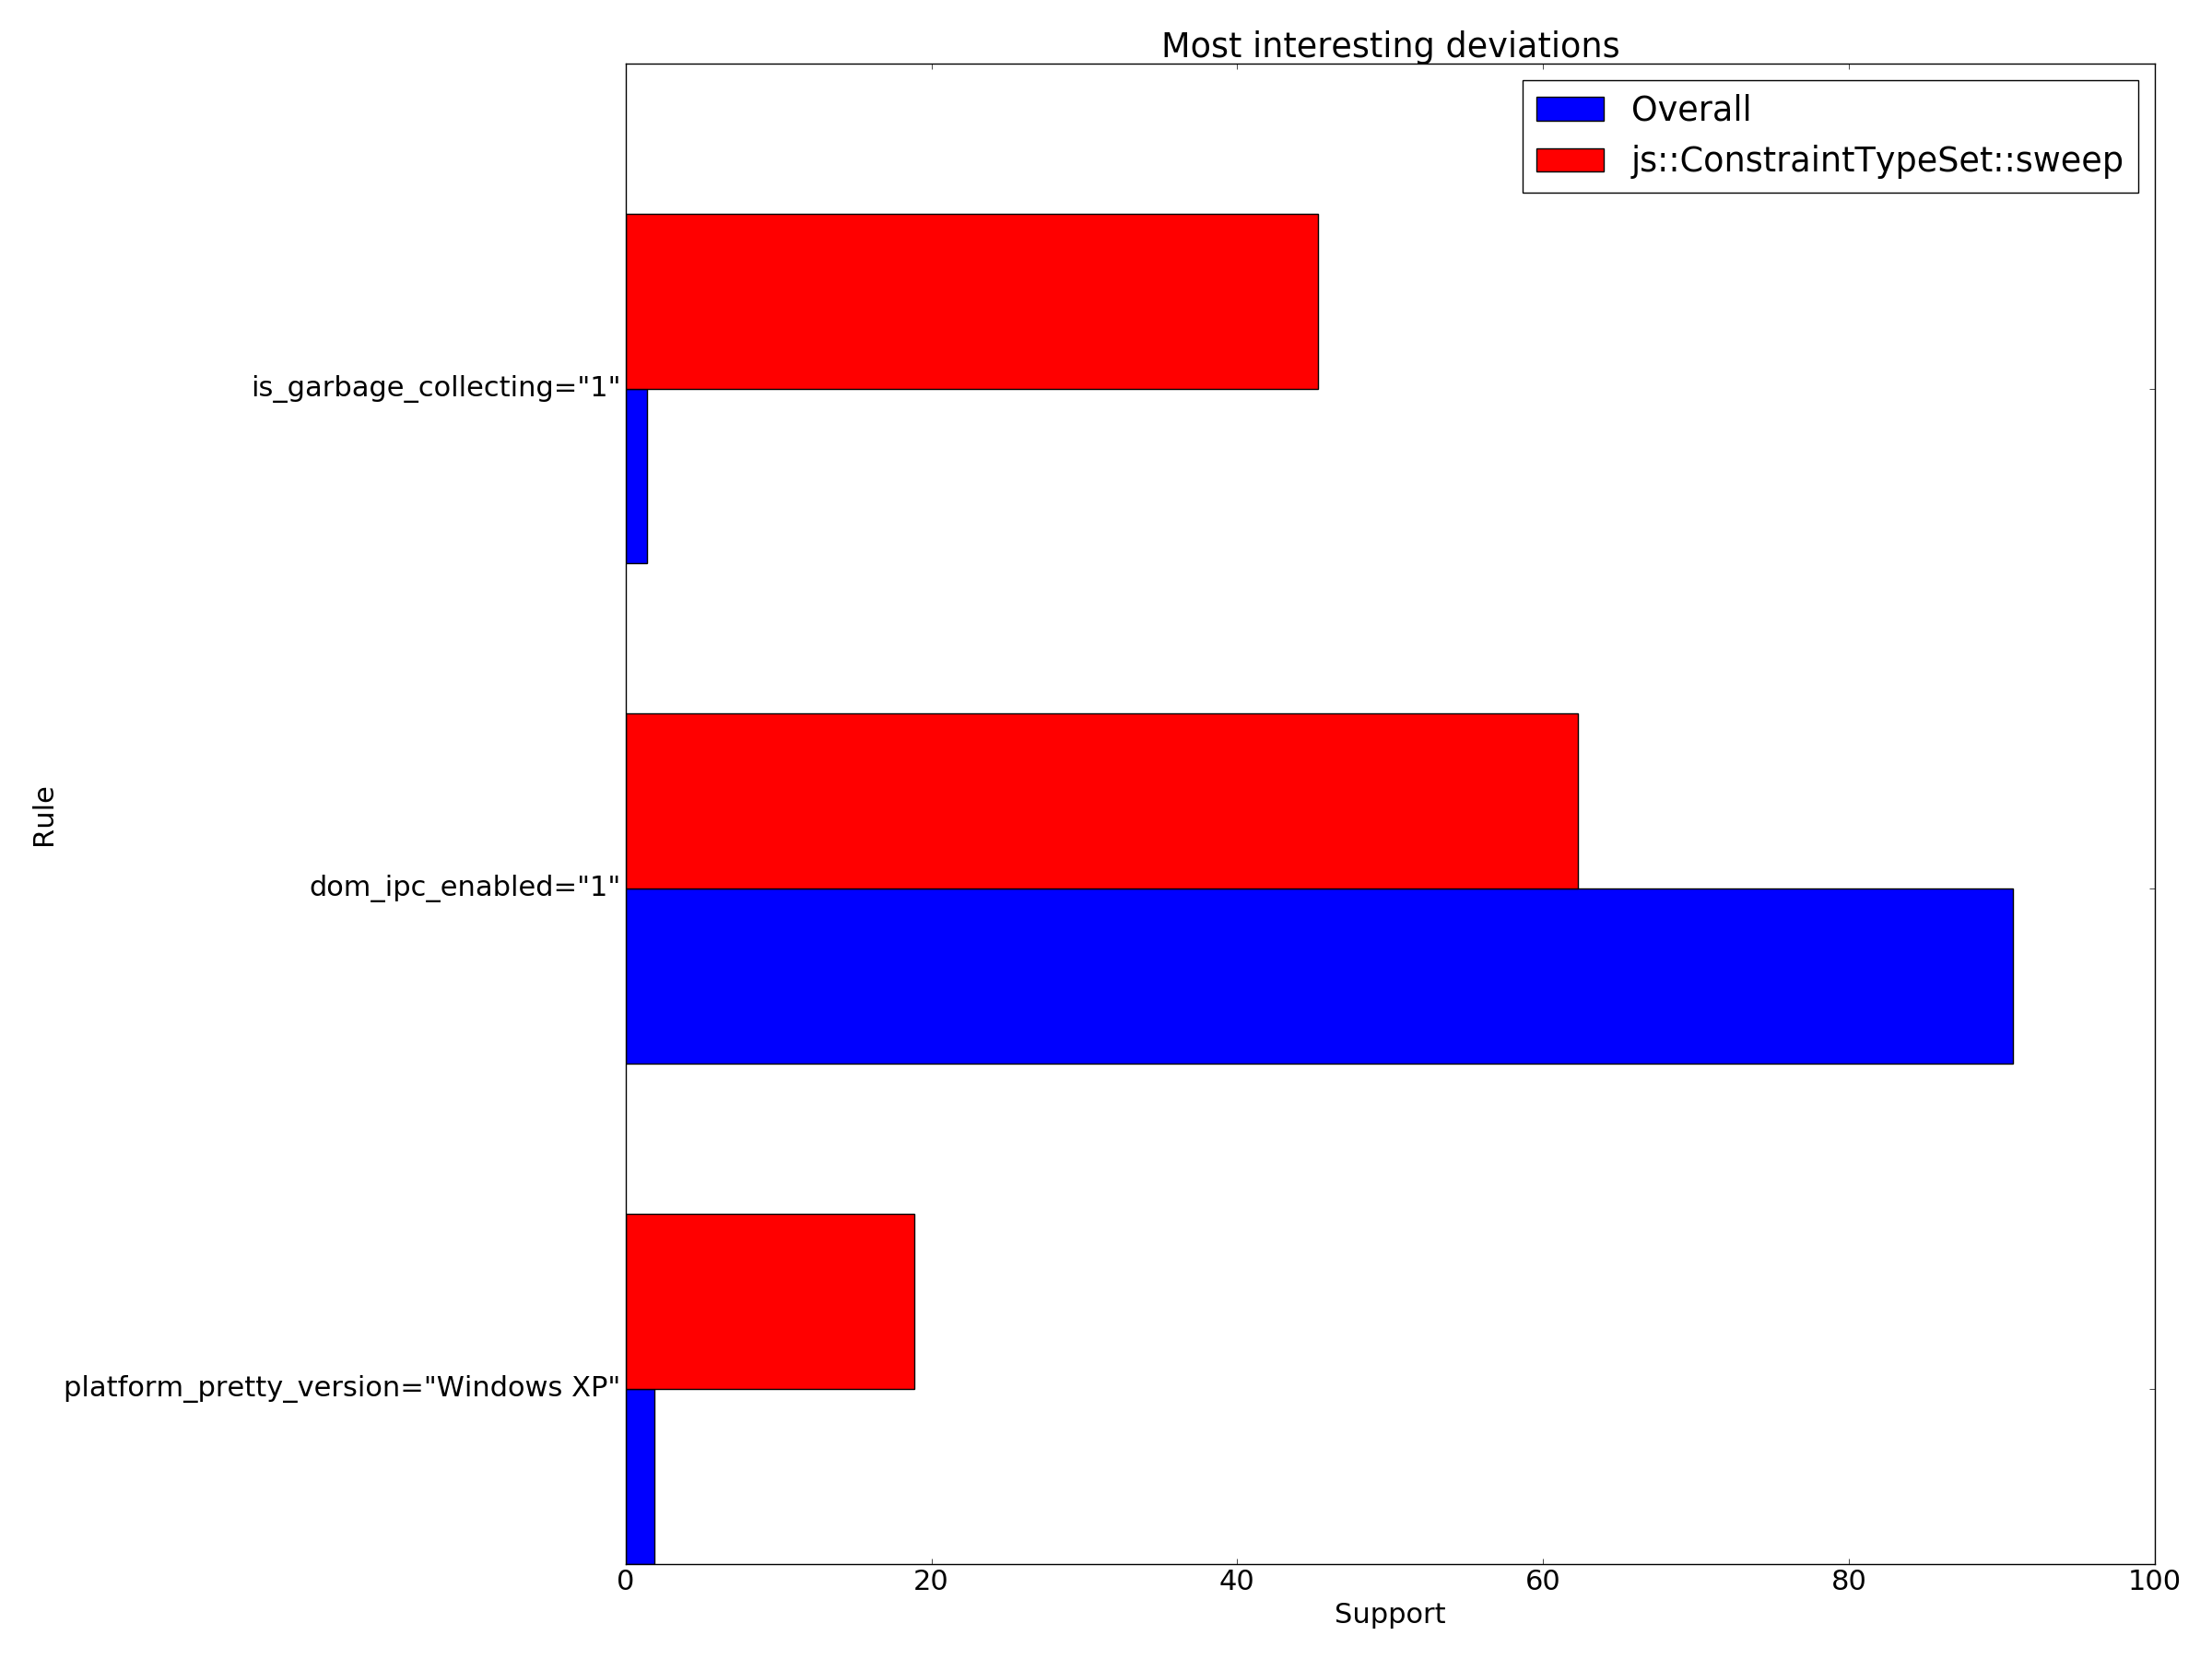 Most interesting deviations
Overall
js::ConstraintTypeSet::sweep
is_garbage_collecting="1"
dom_ipc_enabled="1"
platform_pretty_version="Windows XP"
Rule
0 20 40 60 80 100
Support